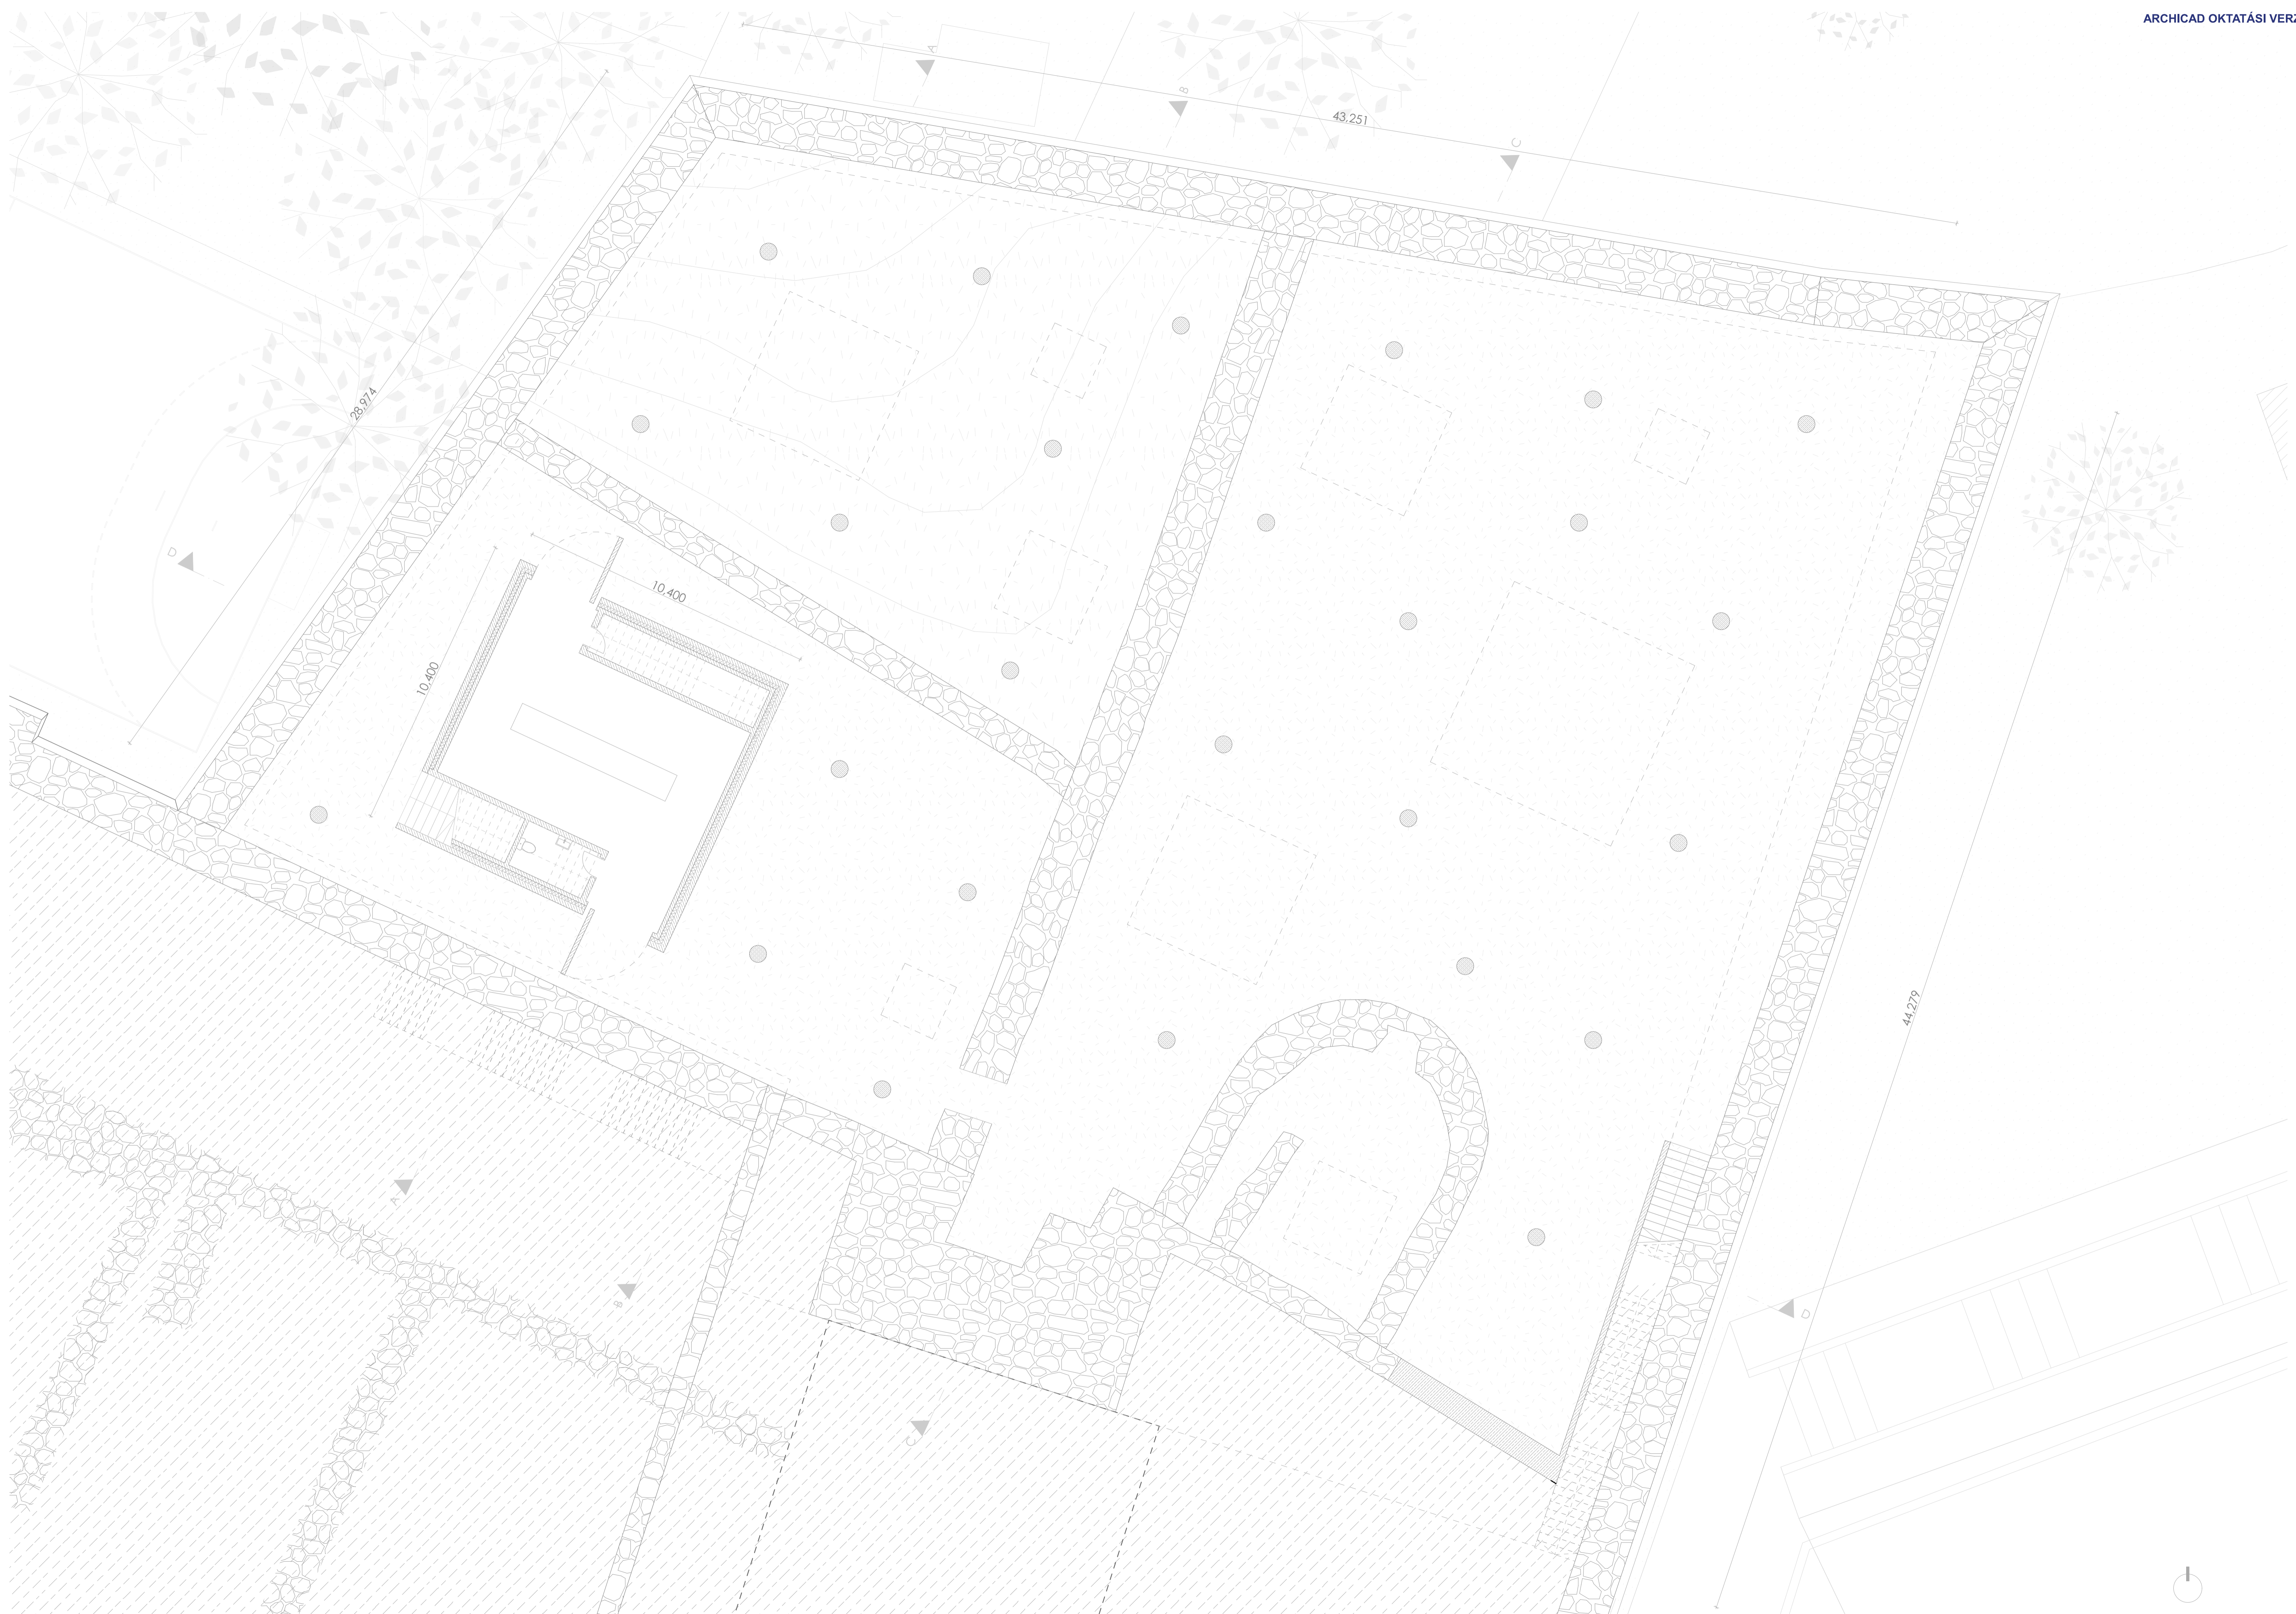 ARCHICAD OKTATÁSI VERZ
A
B
43,251
C
28,974
D
10,400
10,400
44,279
A
B
D
C